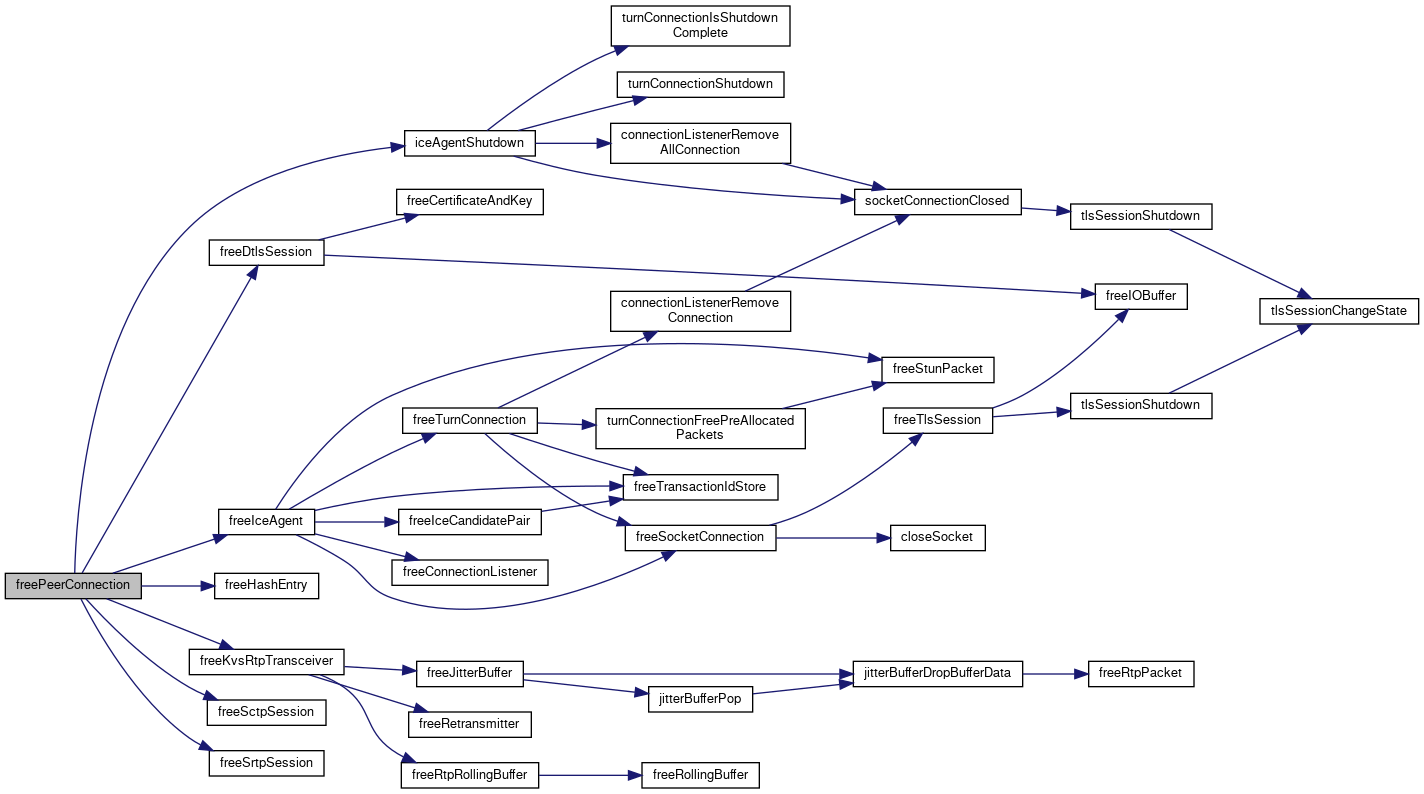 turnConnectionIsShutdown
Complete
turnConnectionShutdown
iceAgentShutdown
connectionListenerRemove
AllConnection
freeCertificateAndKey
socketConnectionClosed
tlsSessionShutdown
freeDtlsSession
freeIOBuffer
connectionListenerRemove
Connection
tlsSessionChangeState
freeStunPacket
tlsSessionShutdown
freeTurnConnection
turnConnectionFreePreAllocated
Packets
freeTlsSession
freeTransactionIdStore
freeIceAgent
freeIceCandidatePair
freeSocketConnection
closeSocket
freeConnectionListener
freePeerConnection
freeHashEntry
freeKvsRtpTransceiver
freeJitterBuffer
jitterBufferDropBufferData
freeRtpPacket
jitterBufferPop
freeSctpSession
freeRetransmitter
freeSrtpSession
freeRtpRollingBuffer
freeRollingBuffer